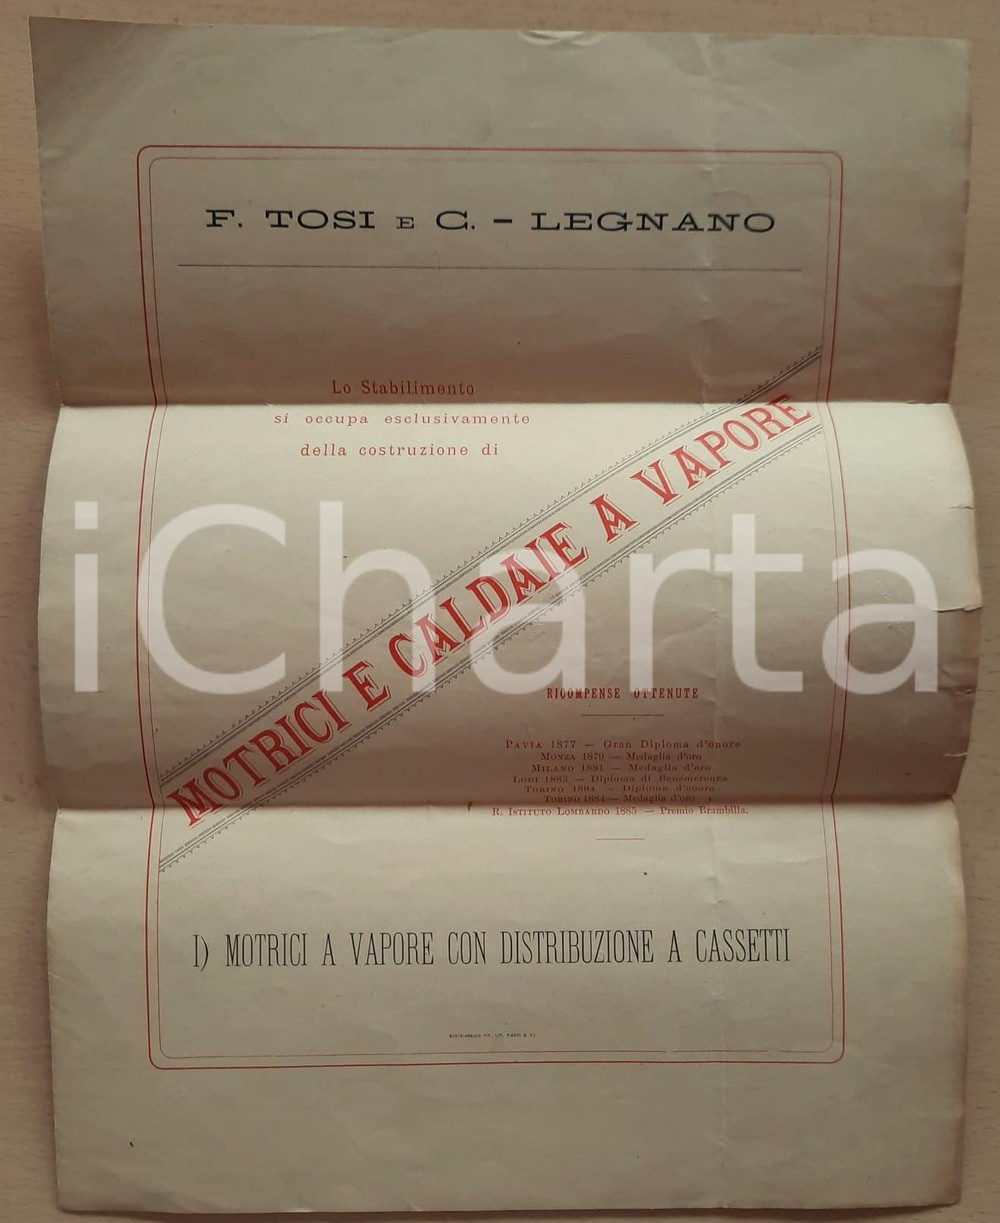 F. TOSI E C. – LEGNANO
Lo Stabilimento
si occupa esclusivamente
della costruzione di
MOTRICI E CALDAIE A VAPORE
iCharta
RICOMPENSE OTTENUTE
PAVIA 1877 — Gran Diploma d'onore
MONZA 1879 — Medaglia d'oro
MILANO 1881 — Medaglia d'oro
LODI 1883 — Diploma di Benemerenza
TORINO 1884 — Diploma d'onore
TORINO 1884 — Medaglia d'oro
R. ISTITUTO LOMBARDO 1885 — Premio Brambilla.
I) MOTRICI A VAPORE CON DISTRIBUZIONE A CASSETTI